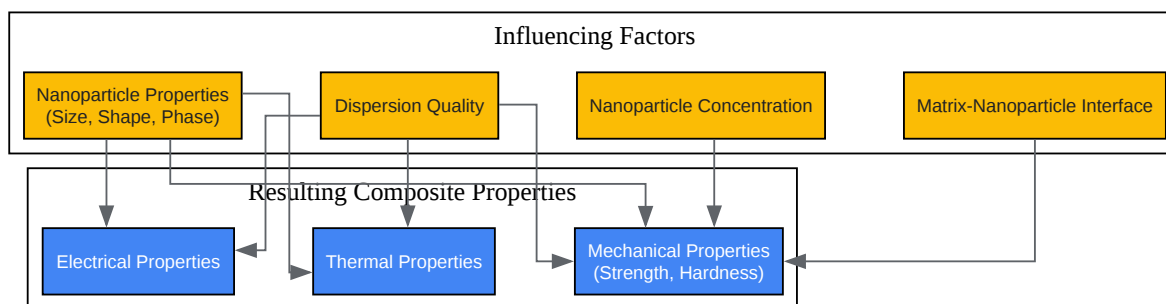 Influencing Factors
Nanoparticle Properties
(Size, Shape, Phase)
Dispersion Quality
Nanoparticle Concentration
Matrix-Nanoparticle Interface
Resulting Composite Properties
Electrical Properties
Thermal Properties
Mechanical Properties
(Strength, Hardness)